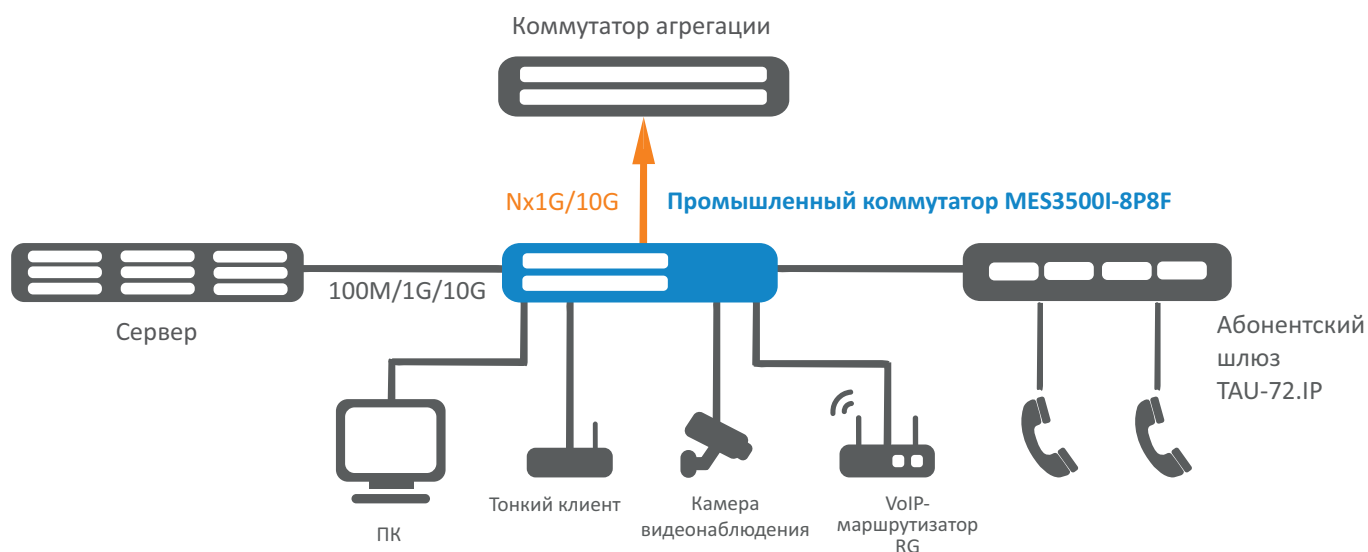 Коммутатор агрегации
Nx1G/10G
Промышленный коммутатор MES3500I-8P8F
100M/1G/10G
Сервер
Абонентский
шлюз
TAU-72.IP
ПК
Тонкий клиент
Камера
видеонаблюдения
VoIP-
маршрутизатор
RG